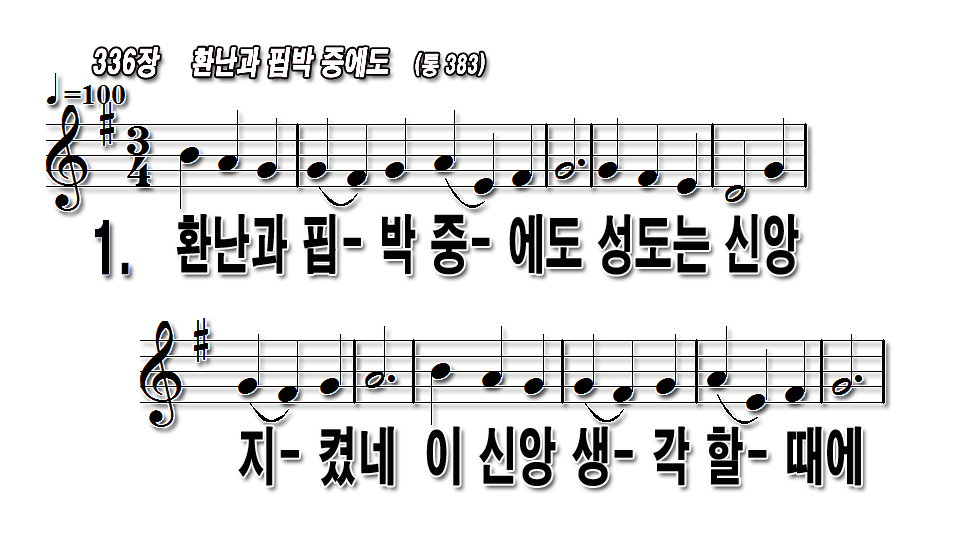 336장 환난과 핍박 중에도 (통 383)
♩=100
3
4
1. 환난과 핍- 박 중- 에도 성도는 신앙
지- 켰네 이 신앙 생- 각 할- 때에